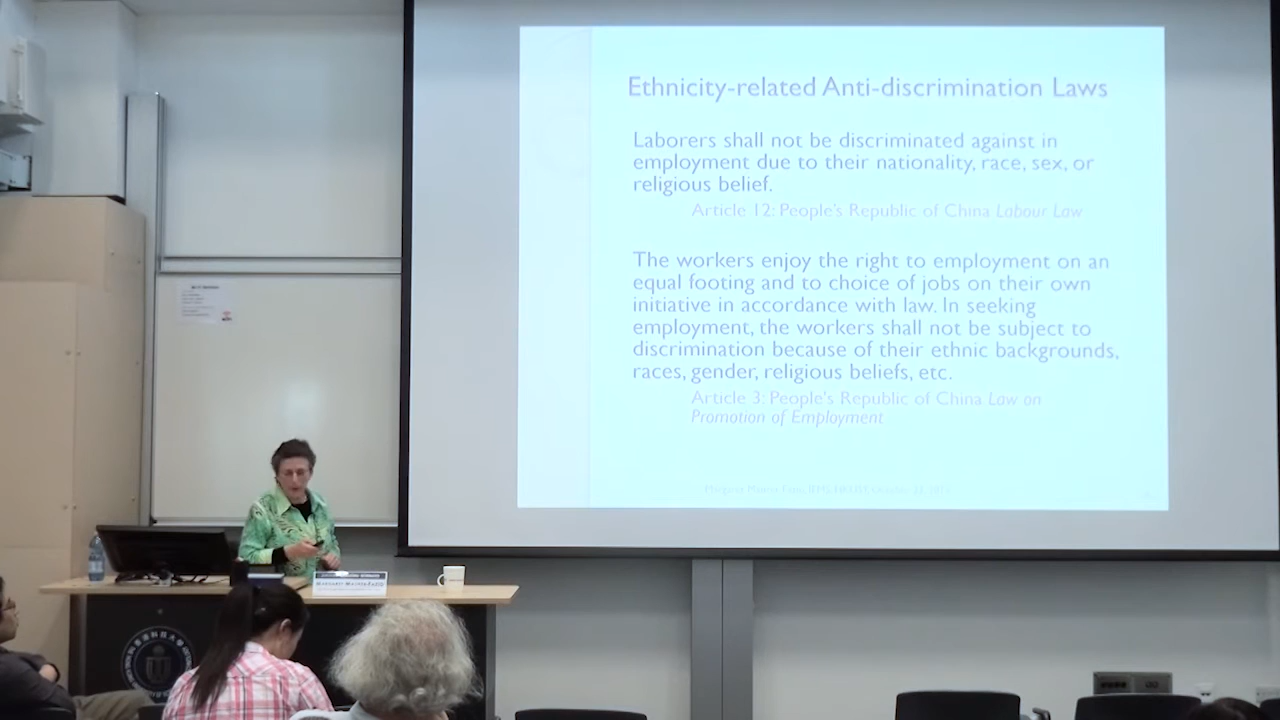 Ethnicity-related Anti-discrimination Laws
Laborers shall not be discriminated against in
employment due to their nationality, race, sex, or
religious belief.
Article 12: People's Republic of China Labour Law
The workers enjoy the right to employment on an
equal footing and to choice of jobs on their own
initiative in accordance with law. In seeking
employment, the workers shall not be subject to
discrimination because of their ethnic backgrounds,
races, gender, religious beliefs, etc.
Article 3: People's Republic of China Law on
Promotion of Employment